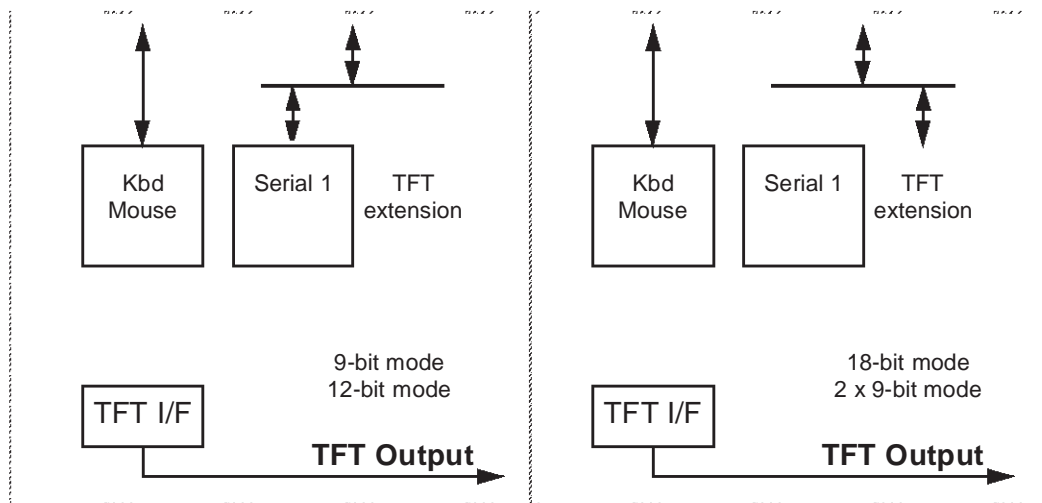 Kbd
Mouse
Serial 1
TFT
extension
9-bit mode
12-bit mode
TFT I/F
TFT Output
Kbd
Mouse
Serial 1
TFT
extension
18-bit mode
2 x 9-bit mode
TFT I/F
TFT Output